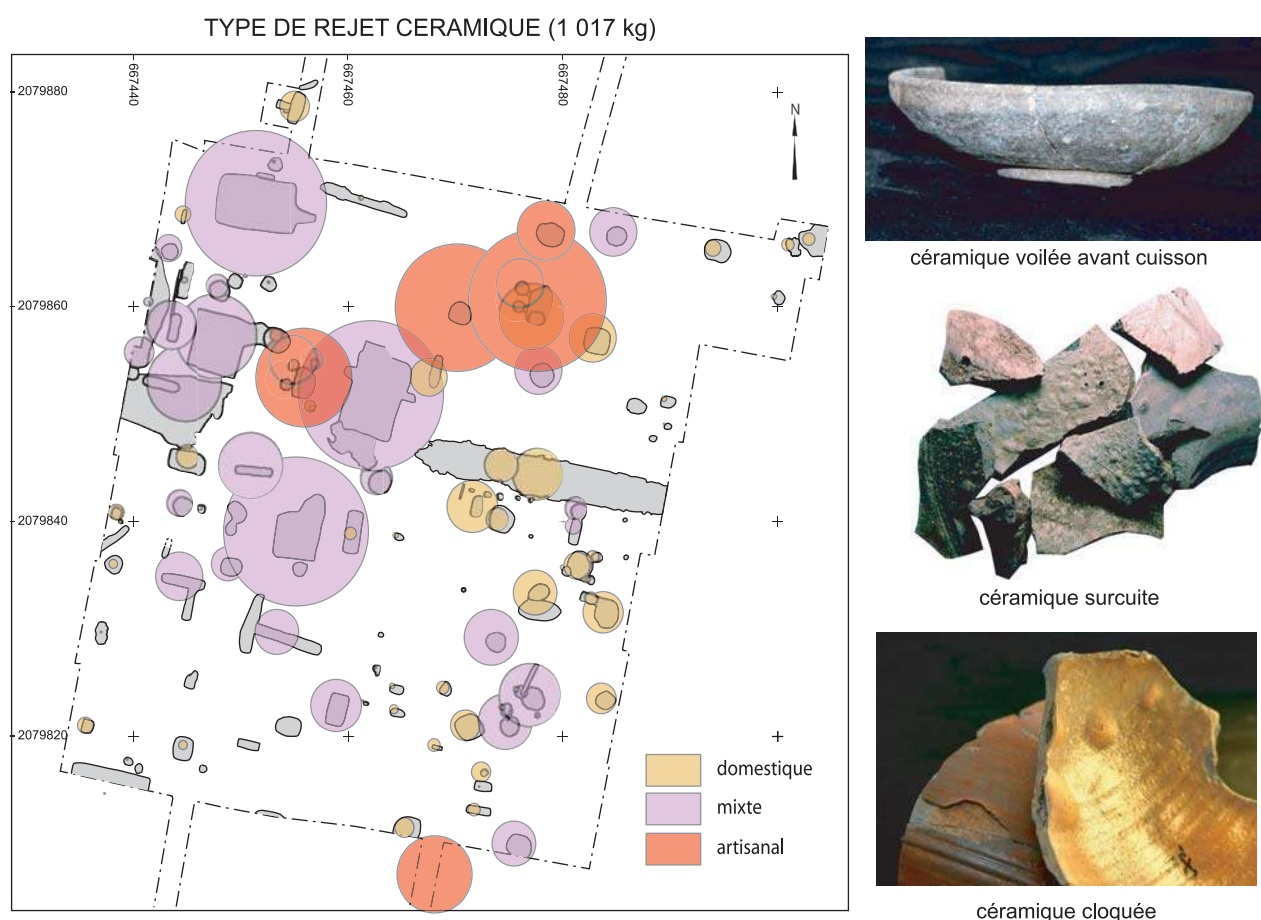 TYPE DE REJET CERAMIQUE (1 017 kg)
667440
667460
667480
2079880
N
2079860
2079840
2079820
domestique
mixte
artisanal
céramique voilée avant cuisson
céramique surcuite
céramique cloquée